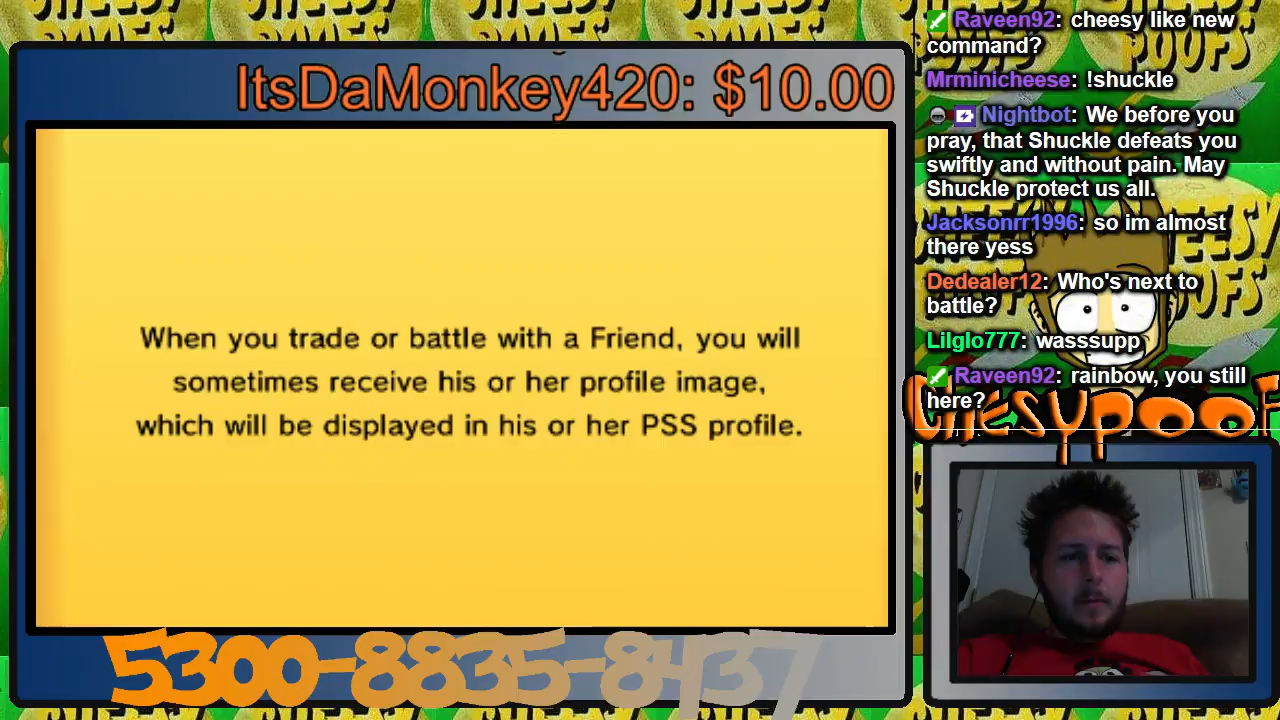 ItsDaMonkey420: $10.00
When you trade or battle with a Friend, you will
sometimes receive his or her profile image,
which will be displayed in his or her PSS profile.
5300-8835-8437
Raveen92: cheesy like new
command?
Mrminicheese: !shuckle
Nightbot: We before you
pray, that Shuckle defeats you
swiftly and without pain. May
Shuckle protect us all.
Jacksonrr1996: so im almost
there yess
Dedealer12: Who's next to
battle?
Lilglo777: wasssupp
Raveen92: rainbow, you still
here?
CheesypooF